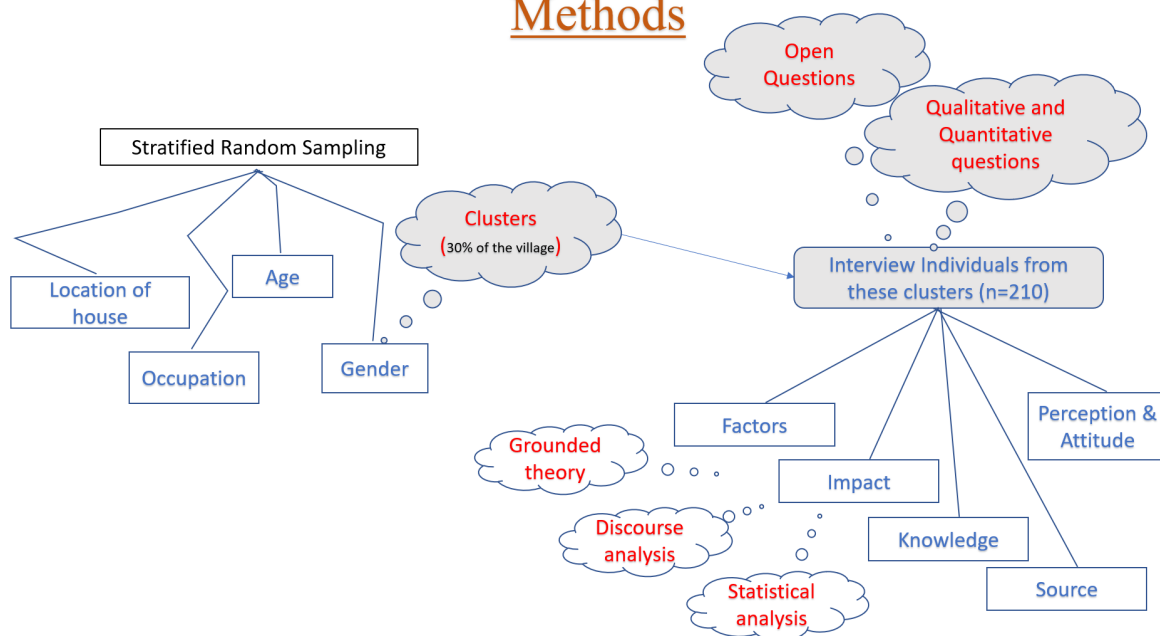 Methods
Open
Questions
Qualitative and
Quantitative
questions
Stratified Random Sampling
Clusters
(30% of the village)
Location of
house
Age
Occupation
Gender
Interview Individuals from
these clusters (n=210)
Factors
Perception &
Attitude
Grounded
theory
Impact
Discourse
analysis
Knowledge
Statistical
analysis
Source